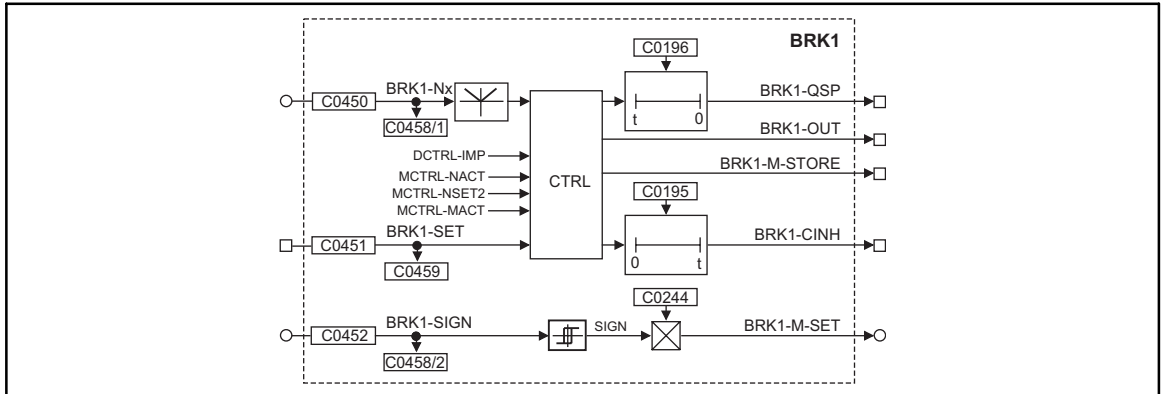 BRK1
C0196
C0450
BRK1-Nx
C0458/1
t
0
BRK1-QSP
BRK1-OUT
DCTRL-IMP
BRK1-M-STORE
MCTRL-NACT
MCTRL-NSET2
MCTRL-MACT
CTRL
C0195
C0451
BRK1-SET
C0459
0
t
BRK1-CINH
C0244
C0452
BRK1-SIGN
SIGN
BRK1-M-SET
C0458/2